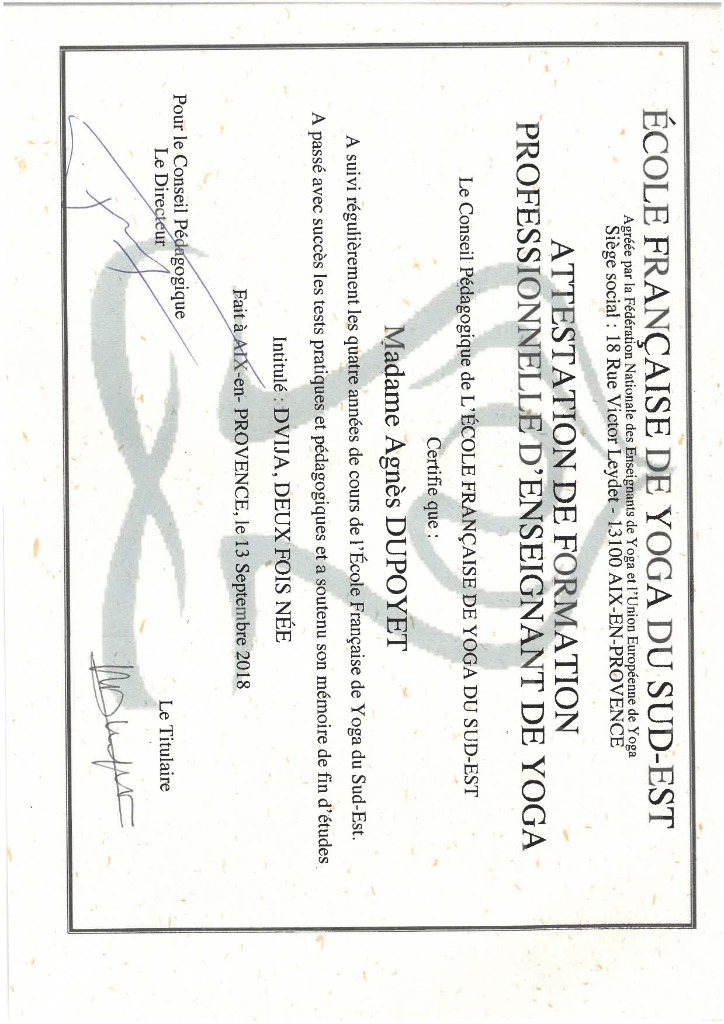 ÉCOLE FRANÇAISE DE YOGA DU SUD-EST
Agréée par la Fédération Nationale des Enseignants de Yoga et l'Union Européenne de Yoga
Siège social : 18 Rue Victor Leydet - 13100 AIX-EN-PROVENCE
ATTESTATION DE FORMATION
PROFESSIONNELLE D'ENSEIGNANT DE YOGA
Le Conseil Pédagogique de L'ÉCOLE FRANÇAISE DE YOGA DU SUD-EST
Certifie que :
Madame Agnès DUPOYET
A suivi régulièrement les quatre années de cours de l'École Française de Yoga du Sud-Est.
A passé avec succès les tests pratiques et pédagogiques et a soutenu son mémoire de fin d'études
Intitulé : DVIJA, DEUX FOIS NÉE
Fait à AIX-en- PROVENCE, le 13 Septembre 2018
Pour le Conseil Pédagogique
Le Directeur
Le Titulaire